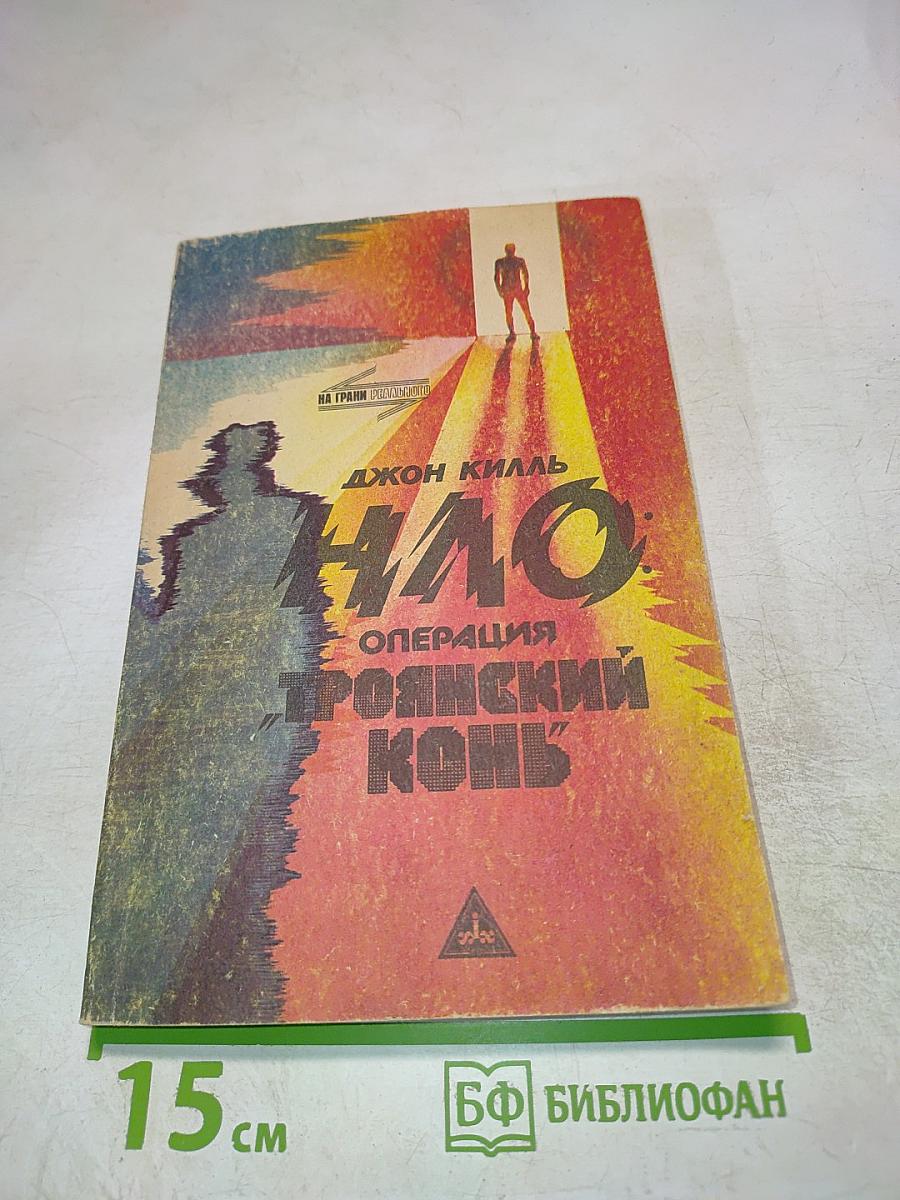 НА ГРАНИ РЕАЛЬНОГО
ДЖОН КИЛЛЬ
НЛО:
ОПЕРАЦИЯ
„ТРОЯНСКИЙ
КОНЬ"
15 см
БФ БИБЛИОФАН